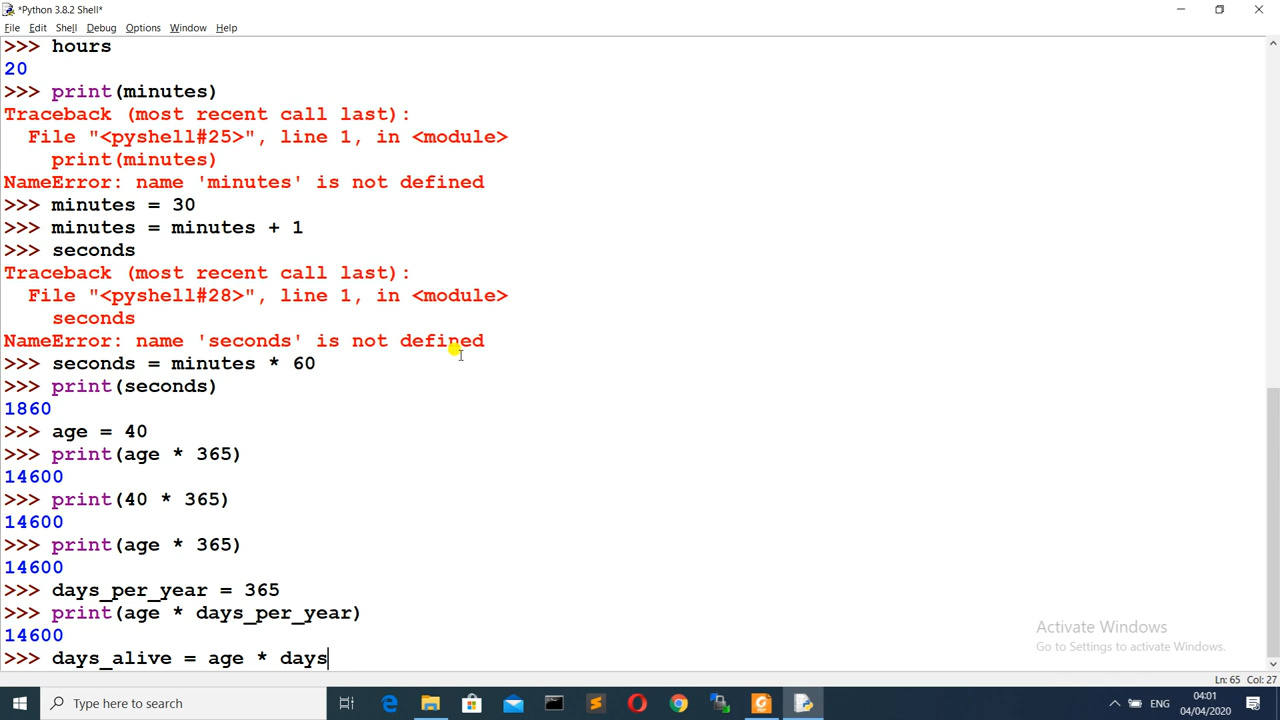 *Python 3.8.2 Shell*
File Edit Shell Debug Options Window Help
>>> hours
20
>>> print(minutes)
Traceback (most recent call last):
  File "<pyshell#25>", line 1, in <module>
    print(minutes)
NameError: name 'minutes' is not defined
>>> minutes = 30
>>> minutes = minutes + 1
>>> seconds
Traceback (most recent call last):
  File "<pyshell#28>", line 1, in <module>
    seconds
NameError: name 'seconds' is not defined
>>> seconds = minutes * 60
>>> print(seconds)
1860
>>> age = 40
>>> print(age * 365)
14600
>>> print(40 * 365)
14600
>>> print(age * 365)
14600
>>> days_per_year = 365
>>> print(age * days_per_year)
14600
>>> days_alive = age * days
Activate Windows
Go to Settings to activate Windows.
Ln: 65 Col: 27
Type here to search
ENG
04:01
04/04/2020